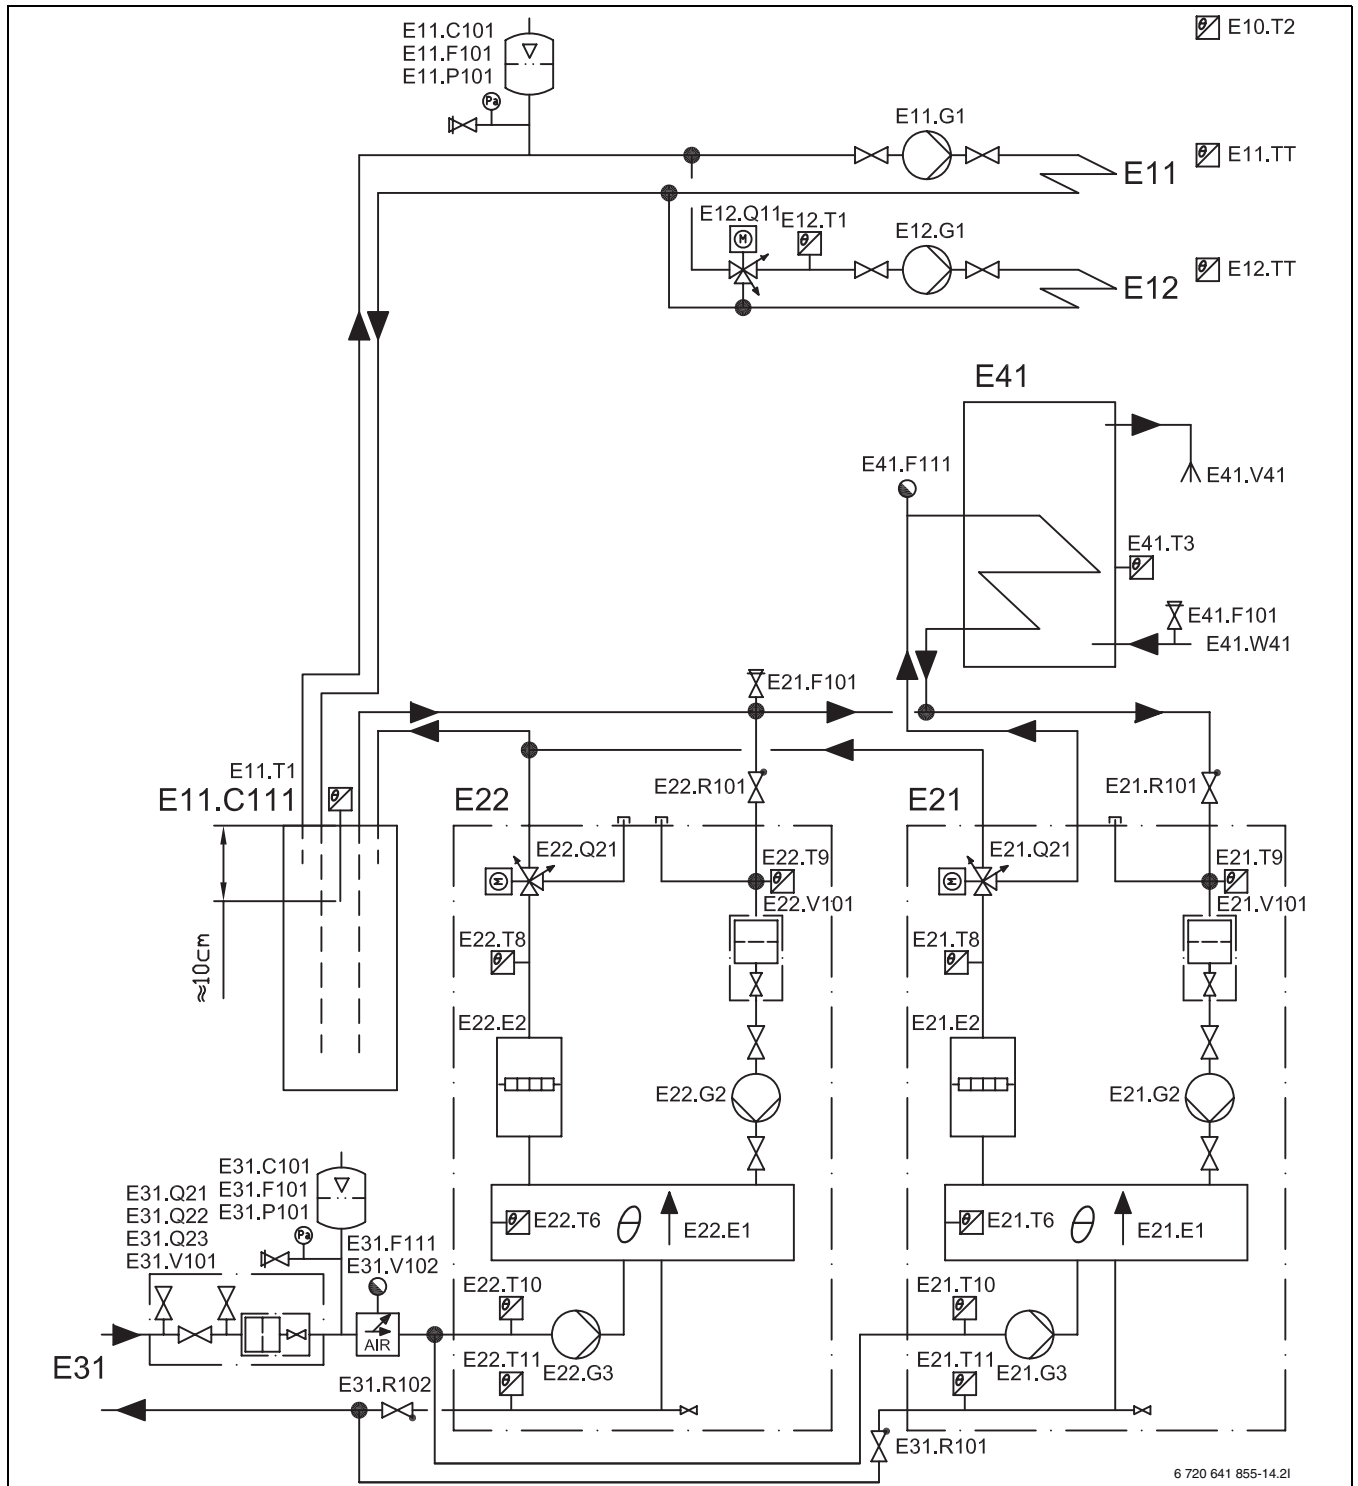 E11.C101
E11.F101
E11.P101
Pa
E10.T2
θ
E11.G1
E11
θ
E11.TT
E12.Q11
M
E12.T1
θ
E12.G1
E12
θ
E12.TT
E41
E41.F111
E41.V41
E41.T3
θ
E41.F101
E41.W41
E21.F101
E11.T1
E11.C111
θ
E22
E22.R101
E21
E21.R101
E22.Q21
M
E22.T9
θ
E22.V101
E21.Q21
M
E21.T9
θ
E21.V101
≈10cm
E22.T8
θ
E21.T8
θ
E22.E2
E22.G2
E21.E2
E21.G2
E31.C101
E31.F101
E31.P101
Pa
E31.Q21
E31.Q22
E31.Q23
E31.V101
E31.F111
E31.V102
AIR
θ
E22.T6
θ
E22.E1
θ
E21.T6
θ
E21.E1
E22.T10
θ
E21.T10
θ
E31
E22.T11
θ
E22.G3
E21.T11
θ
E21.G3
E31.R102
E31.R101
6 720 641 855-14.2I